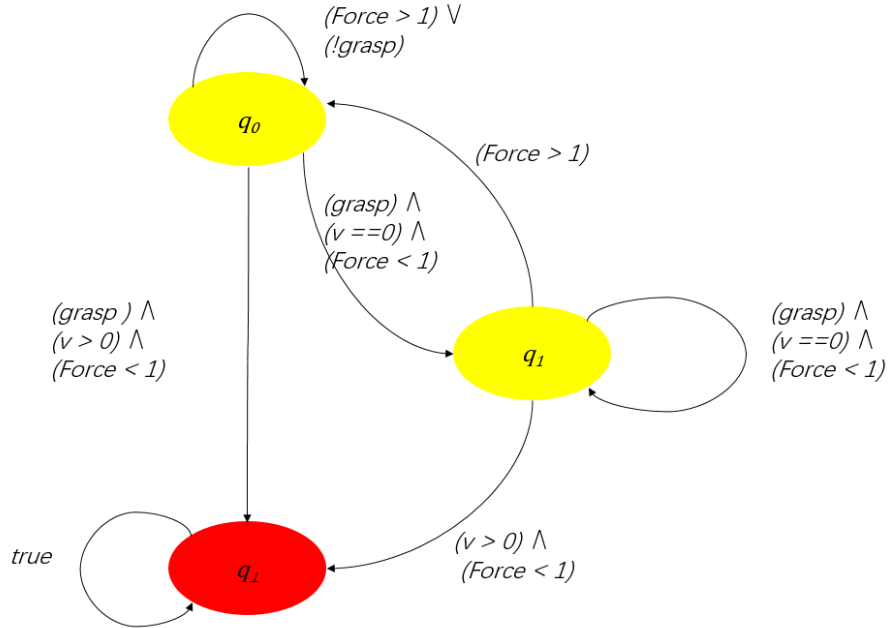 (Force > 1) ∨
(!grasp)
q₀
(Force > 1)
(grasp) ∧
(v ==0) ∧
(Force < 1)
(grasp ) ∧
(v > 0) ∧
(Force < 1)
q₁
(grasp) ∧
(v ==0) ∧
(Force < 1)
true
q⊥
(v > 0) ∧
(Force < 1)